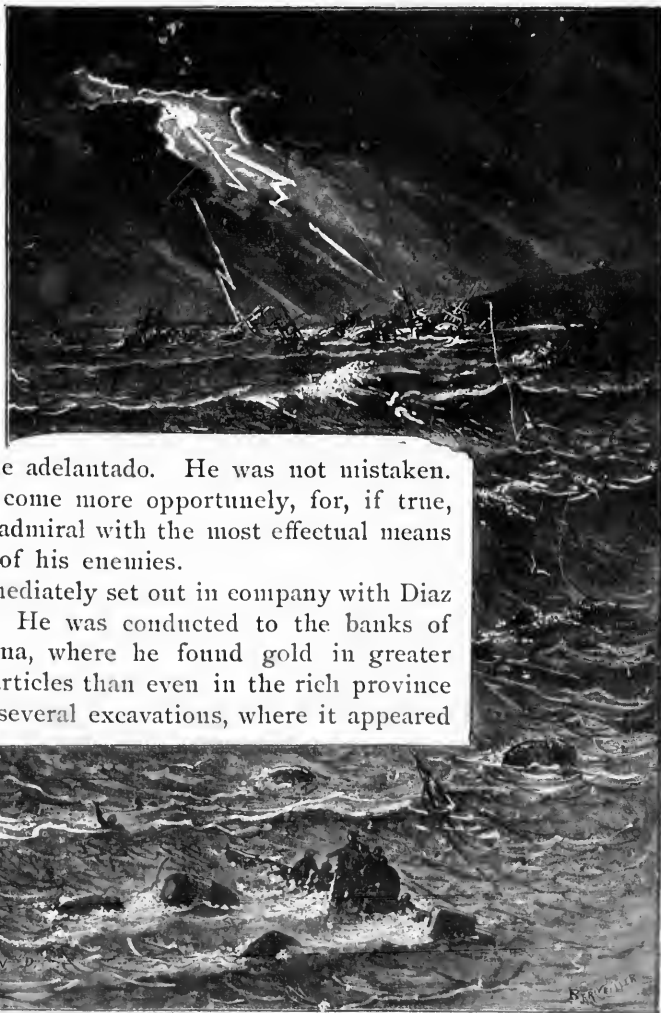 e adelantado. He was not mistaken.
come more opportunely, for, if true,
admiral with the most effectual means
of his enemies.
nediately set out in company with Diaz
He was conducted to the banks of
na, where he found gold in greater
articles than even in the rich province
several excavations, where it appeared